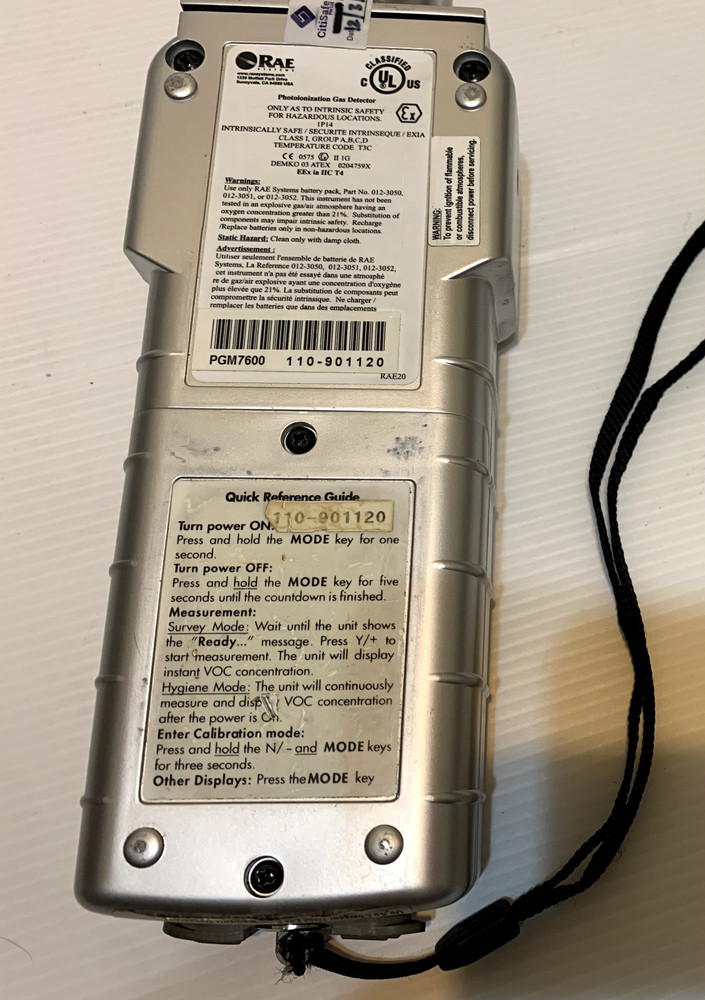 CitiSafe
RAE
SYSTEMS
www.raesystems.com
1339 Moffett Park Drive
Sunnyvale, CA 94089 USA
CLASSIFIED
C UL US
Photoionization Gas Detector
ONLY AS TO INTRINSIC SAFETY
FOR HAZARDOUS LOCATIONS.
1P14
Ex
INTRINSICALLY SAFE / SECURITE INTRINSEQUE / EXIA
CLASS I, GROUP A,B,C,D
TEMPERATURE CODE T3C
CE 0575 Ex II 1G
DEMKO 03 ATEX 0204759X
EEx ia IIC T4
Warnings:
Use only RAE Systems battery pack, Part No. 012-3050,
012-3051, or 012-3052. This instrument has not been
tested in an explosive gas/air atmosphere having an
oxygen concentration greater than 21%. Substitution of
components may impair intrinsic safety. Recharge
/Replace batteries only in non-hazardous locations.
Static Hazard: Clean only with damp cloth.
Advertissement:
Utiliser seulement l'ensemble de batterie de RAE
Systems, La Reference 012-3050, 012-3051, 012-3052,
cet instrument n'a pas été essayé dans une atmosphè
re de gaz/air explosive ayant une concentration d'oxygène
plus élevée que 21%. La substitution de composants peut
compromettre la sécurité intrinsique. Ne charger /
remplacer les batteries que dans des emplacements
WARNING:
To prevent ignition of flammable
or combustible atmospheres,
disconnect power before servicing.
PGM7600 110-901120
RAE20
Quick Reference Guide
110-901120
Turn power ON:
Press and hold the MODE key for one
second.
Turn power OFF:
Press and hold the MODE key for five
seconds until the countdown is finished.
Measurement:
Survey Mode: Wait until the unit shows
the "Ready..." message. Press Y/+ to
start measurement. The unit will display
instant VOC concentration.
Hygiene Mode: The unit will continuously
measure and display VOC concentration
after the power is On.
Enter Calibration mode:
Press and hold the N/- and MODE keys
for three seconds.
Other Displays: Press the MODE key